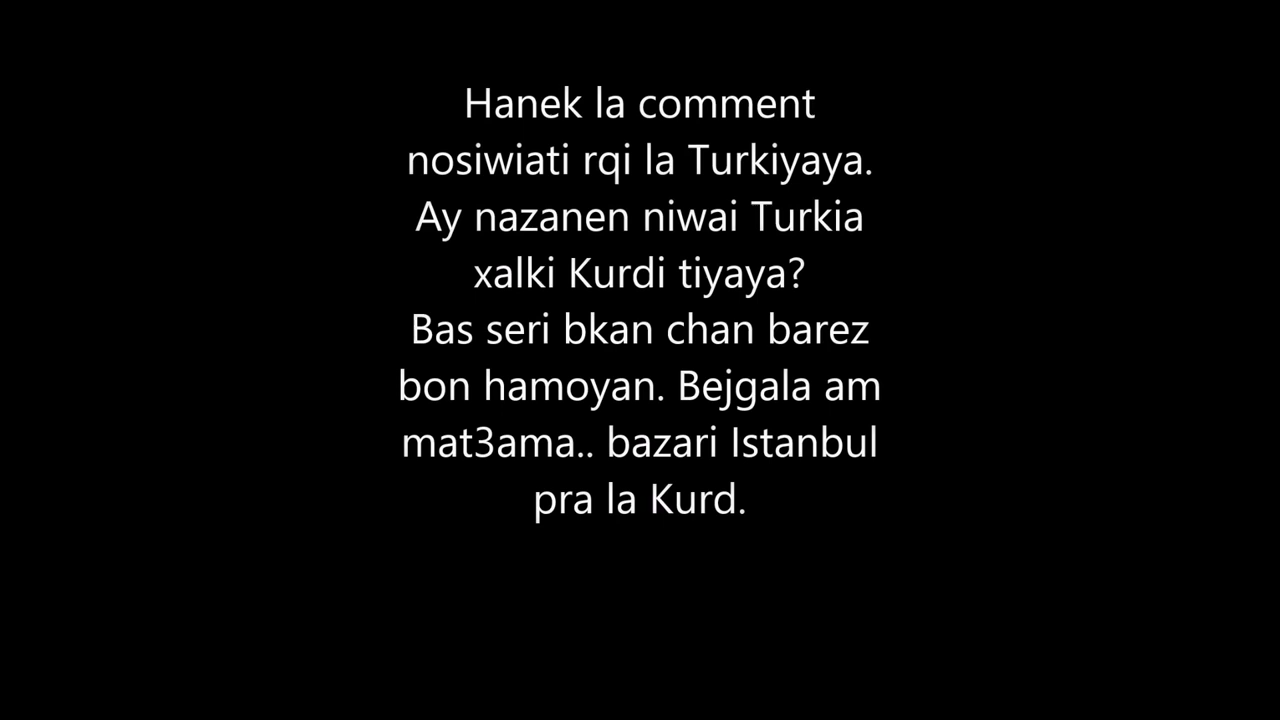 Hanek la comment
nosiwiati rqi la Turkiyaya.
Ay nazanen niwai Turkia
xalki Kurdi tiyaya?
Bas seri bkan chan barez
bon hamoyan. Bejgala am
mat3ama.. bazari Istanbul
pra la Kurd.